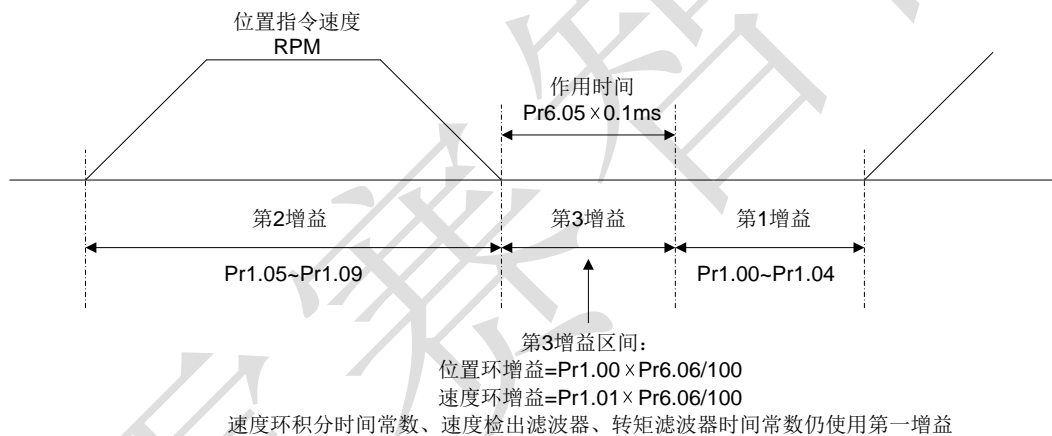 位置指令速度
RPM
作用时间
Pr6.05×0.1ms
第2增益
第3增益
第1增益
Pr1.05~Pr1.09
Pr1.00~Pr1.04
第3增益区间:
位置环增益=Pr1.00×Pr6.06/100
速度环增益=Pr1.01×Pr6.06/100
速度环积分时间常数、速度检出滤波器、转矩滤波器时间常数仍使用第一增益